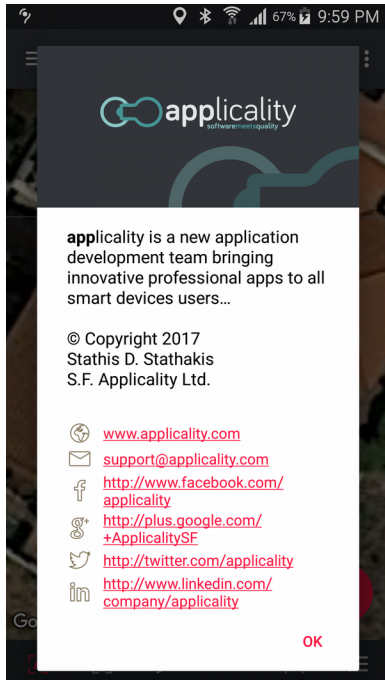 67% 9:59 PM
applicality
softwaremeetsquality
applicality is a new application
development team bringing
innovative professional apps to all
smart devices users…
© Copyright 2017
Stathis D. Stathakis
S.F. Applicality Ltd.
www.applicality.com
support@applicality.com
http://www.facebook.com/
applicality
http://plus.google.com/
+ApplicalitySF
http://twitter.com/applicality
http://www.linkedin.com/
company/applicality
Go
OK